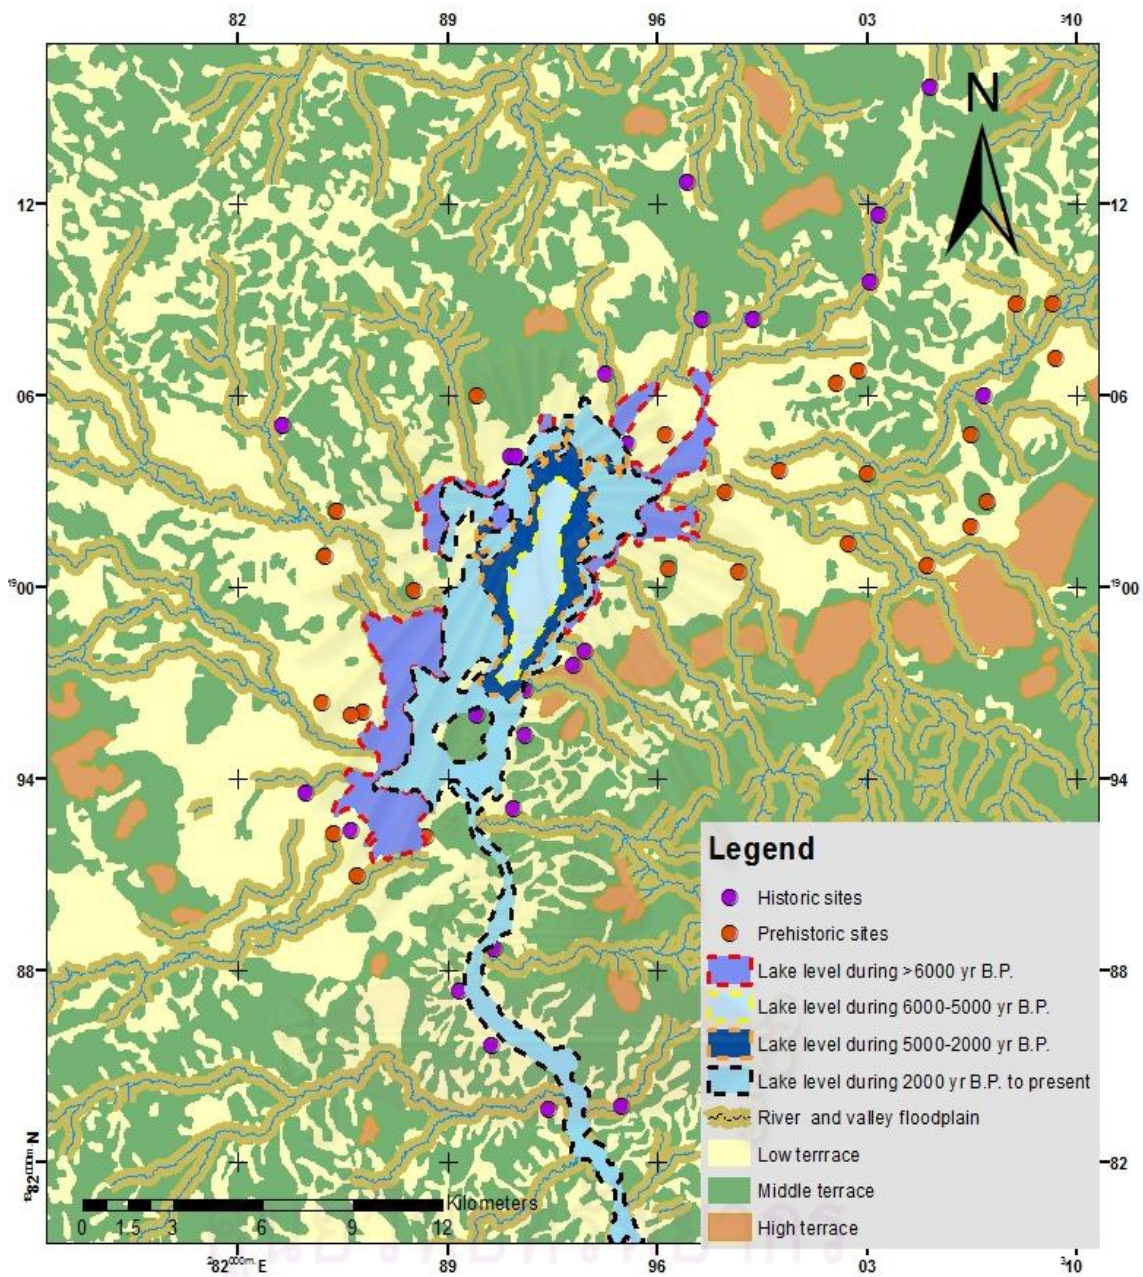 82 89 96 03 ³10
N
12 12
06 06
¹⁹00 ¹⁹00
94 94
Legend
Historic sites
Prehistoric sites
88 Lake level during >6000 yr B.P. 88
Lake level during 6000-5000 yr B.P.
Lake level during 5000-2000 yr B.P.
Lake level during 2000 yr B.P. to present
River and valley floodplain
Low terrrace
82 82
Middle terrace
Kilometers
0 1.5 3 6 9 12
High terrace
²82⁰⁰⁰ᵐ·E 89 96 03 ³10